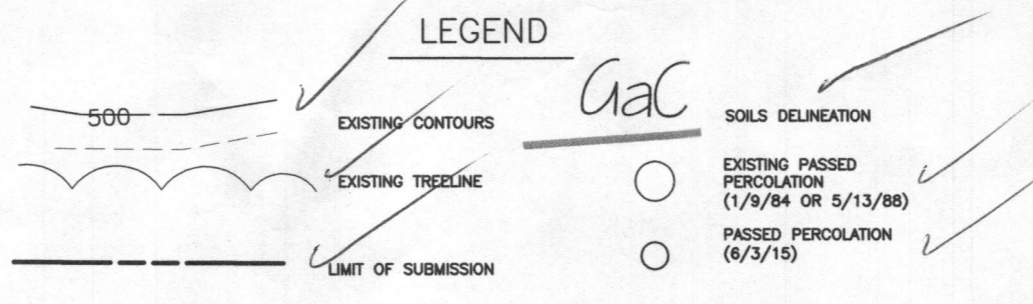 LEGEND
500
EXISTING CONTOURS
EXISTING TREELINE
LIMIT OF SUBMISSION
GaC
SOILS DELINEATION
EXISTING PASSED
PERCOLATION
(1/9/84 OR 5/13/88)
PASSED PERCOLATION
(6/3/15)